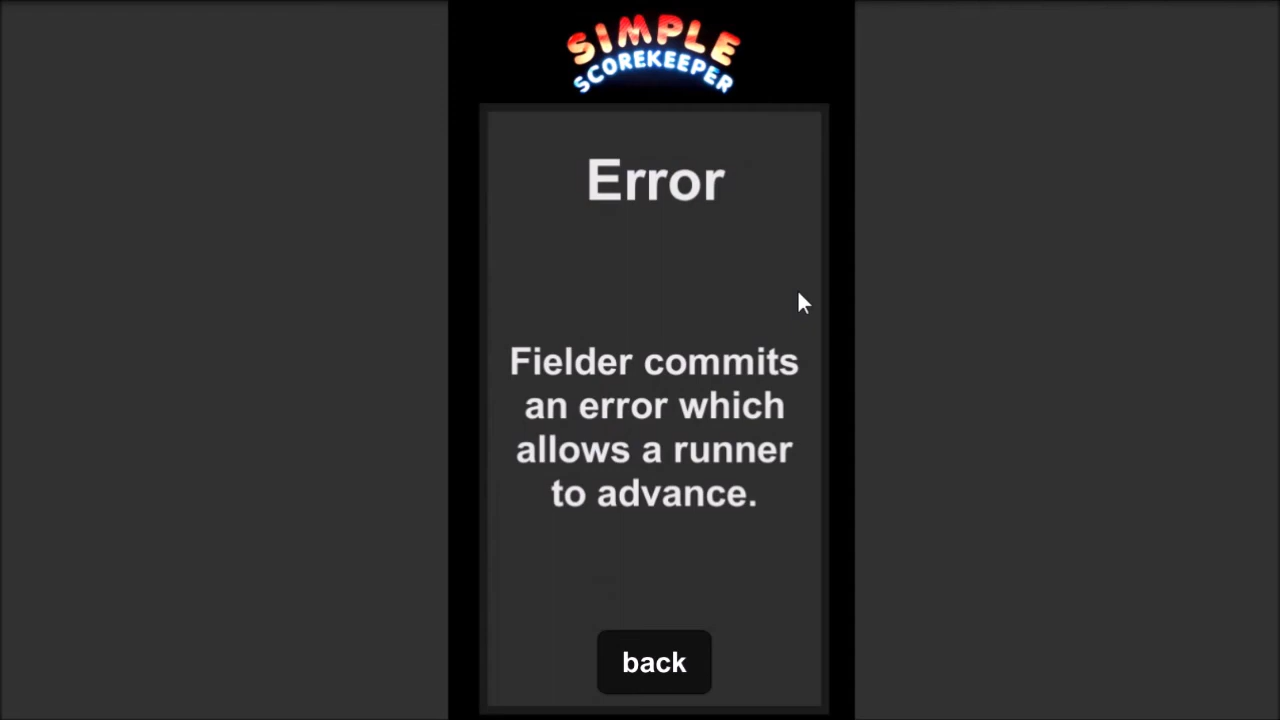 SIMPLE
SCOREKEEPER
Error
Fielder commits
an error which
allows a runner
to advance.
back